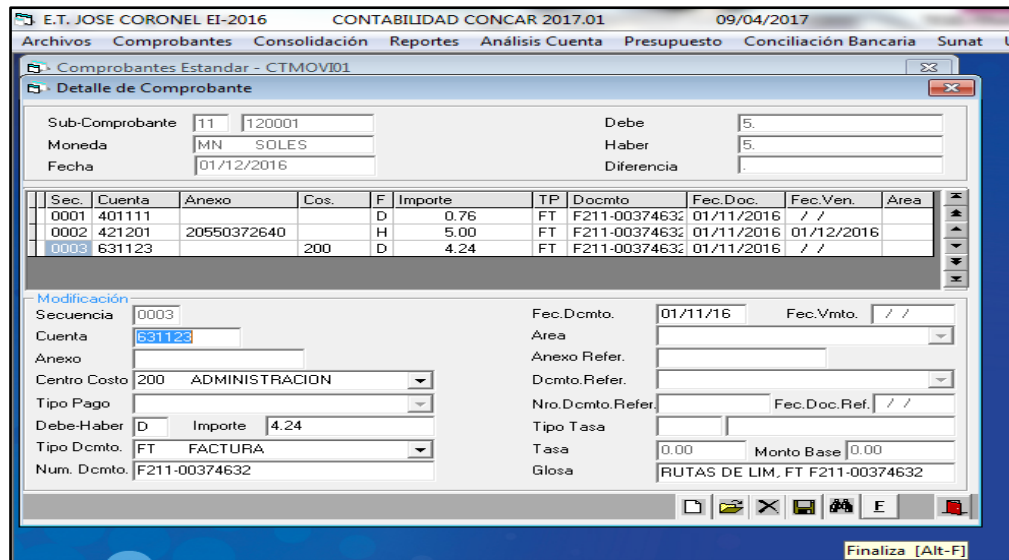 E.T. JOSE CORONEL EI-2016 CONTABILIDAD CONCAR 2017.01 09/04/2017
Archivos Comprobantes Consolidación Reportes Análisis Cuenta Presupuesto Conciliación Bancaria Sunat
Comprobantes Estandar - CTMOVI01
Detalle de Comprobante
Sub-Comprobante 11 120001 Debe 5.
Moneda MN SOLES Haber 5.
Fecha 01/12/2016 Diferencia .
Sec. Cuenta Anexo Cos. F Importe TP Docmto Fec.Doc. Fec.Ven. Area
0001 401111 D 0.76 FT F211-00374632 01/11/2016 / /
0002 421201 20550372640 H 5.00 FT F211-00374632 01/11/2016 01/12/2016
0003 631123 200 D 4.24 FT F211-00374632 01/11/2016 / /
Modificación
Secuencia 0003 Fec.Dcmto. 01/11/16 Fec.Vmto. / /
Cuenta 631123 Area
Anexo Anexo Refer.
Centro Costo 200 ADMINISTRACION Dcmto.Refer.
Tipo Pago Nro.Dcmto.Refer. Fec.Doc.Ref. / /
Debe-Haber D Importe 4.24 Tipo Tasa
Tipo Dcmto. FT FACTURA Tasa 0.00 Monto Base 0.00
Num. Dcmto. F211-00374632 Glosa RUTAS DE LIM, FT F211-00374632
E
Finaliza [Alt-F]